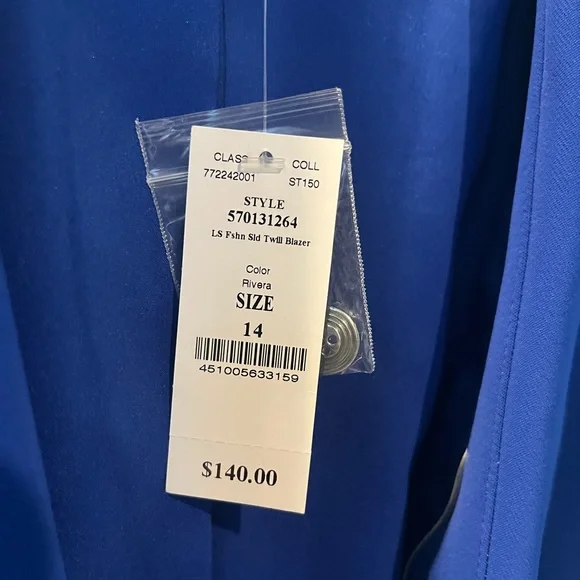 CLASS COLL
772242001 ST150
STYLE
570131264
LS Fshn Sld Twill Blazer
Color
Rivera
SIZE
14
451005633159
$140.00